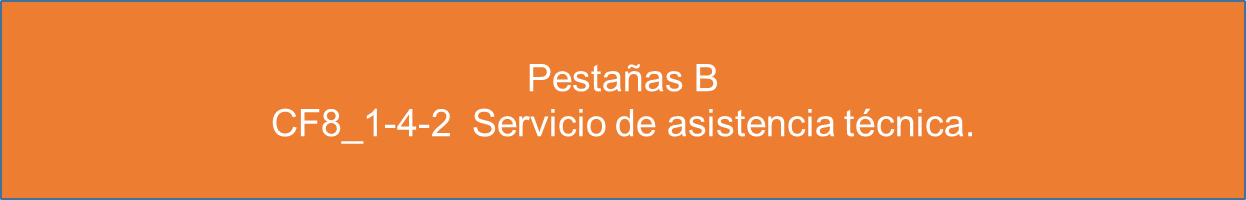 Pestañas B
CF8_1-4-2  Servicio de asistencia técnica.